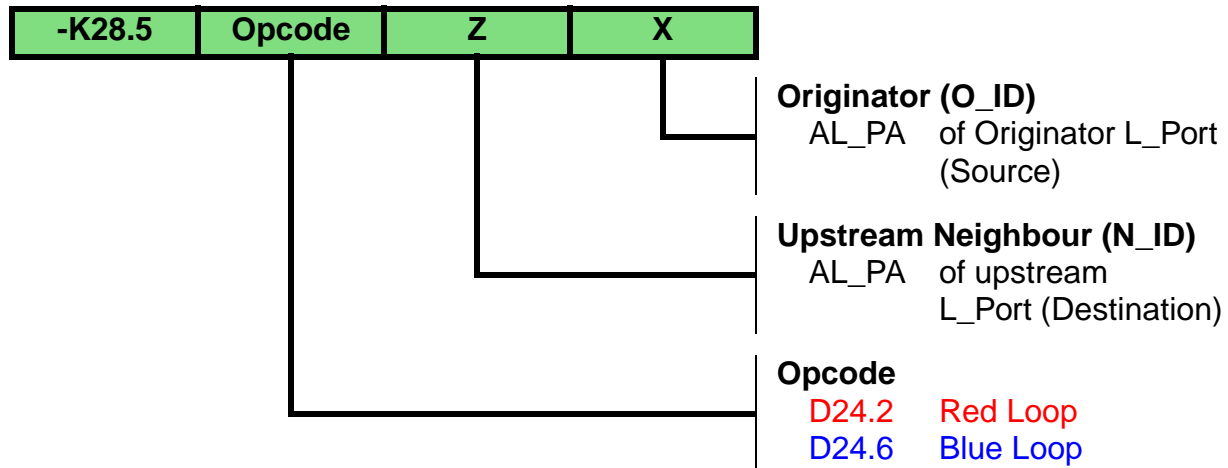 -K28.5 Opcode Z X
Originator (O_ID)
AL_PA of Originator L_Port
(Source)
Upstream Neighbour (N_ID)
AL_PA of upstream
L_Port (Destination)
Opcode
D24.2 Red Loop
D24.6 Blue Loop